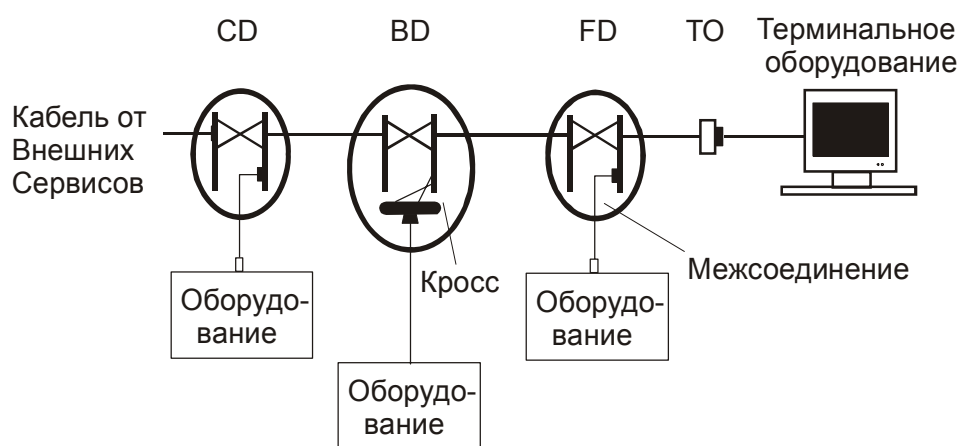 CD
BD
FD
TO
Терминальное
оборудование
Кабель от
Внешних
Сервисов
Кросс
Межсоединение
Оборудо-
вание
Оборудо-
вание
Оборудо-
вание